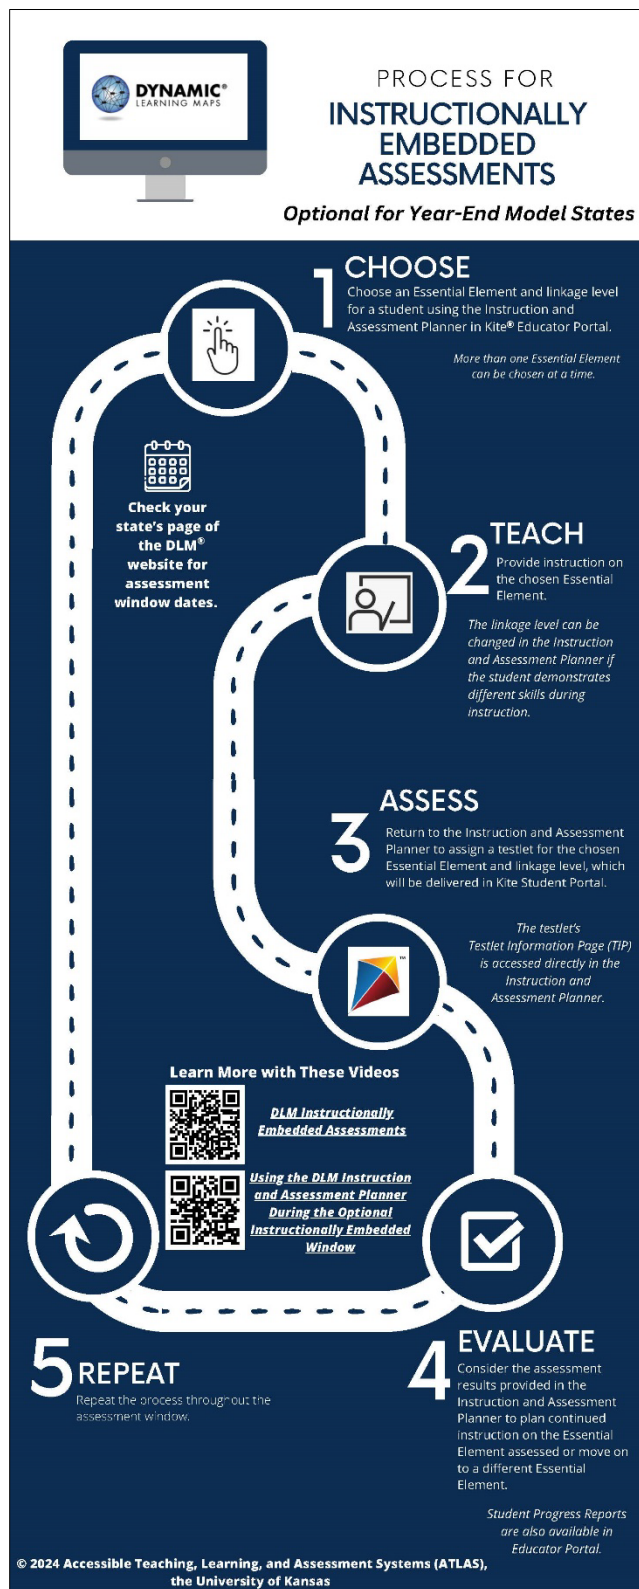 DYNAMIC®
LEARNING MAPS
PROCESS FOR
INSTRUCTIONALLY
EMBEDDED
ASSESSMENTS
Optional for Year-End Model States
1
CHOOSE
Choose an Essential Element and linkage level
for a student using the Instruction and
Assessment Planner in Kite® Educator Portal.
More than one Essential Element
can be chosen at a time.
Check your
state's page of
the DLM®
website for
assessment
window dates.
2
TEACH
Provide instruction on
the chosen Essential
Element.
The linkage level can be
changed in the Instruction
and Assessment Planner if
the student demonstrates
different skills during
instruction.
3
ASSESS
Return to the Instruction and Assessment
Planner to assign a testlet for the chosen
Essential Element and linkage level, which
will be delivered in Kite Student Portal.
The testlet's
Testlet Information Page (TIP)
is accessed directly in the
Instruction and
Assessment Planner.
™
Learn More with These Videos
DLM Instructionally
Embedded Assessments
Using the DLM Instruction
and Assessment Planner
During the Optional
Instructionally Embedded
Window
4
EVALUATE
Consider the assessment
results provided in the
Instruction and Assessment
Planner to plan continued
instruction on the Essential
Element assessed or move on
to a different Essential
Element.
Student Progress Reports
are also available in
Educator Portal.
5
REPEAT
Repeat the process throughout the
assessment window.
© 2024 Accessible Teaching, Learning, and Assessment Systems (ATLAS),
the University of Kansas